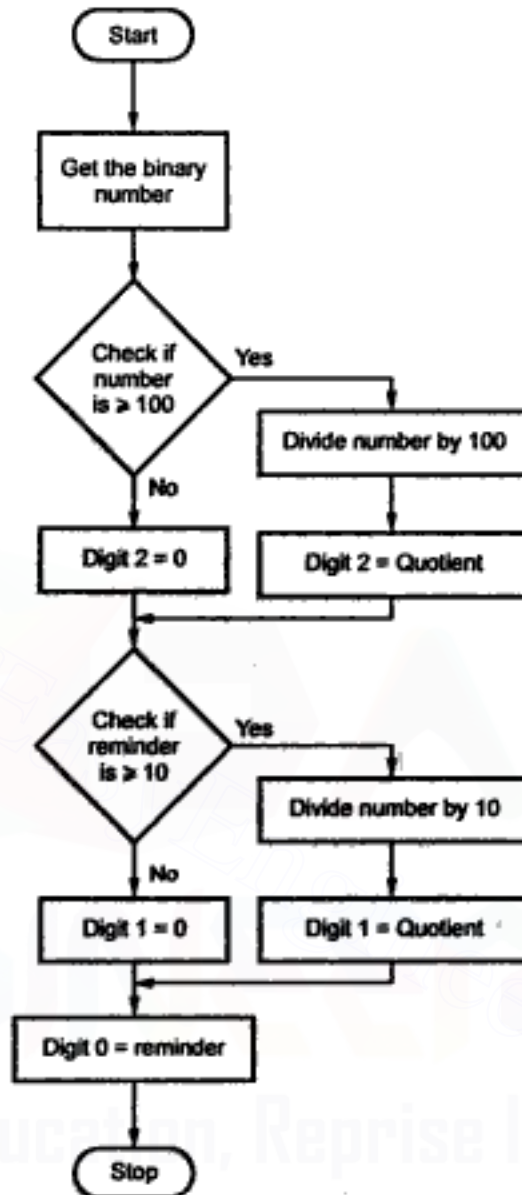 Start
Get the binary
number
Check if
number
is ⩾ 100
Yes
Divide number by 100
No
Digit 2 = 0
Digit 2 = Quotient
Check if
reminder
is ⩾ 10
Yes
Divide number by 10
No
Digit 1 = 0
Digit 1 = Quotient
Digit 0 = reminder
Stop